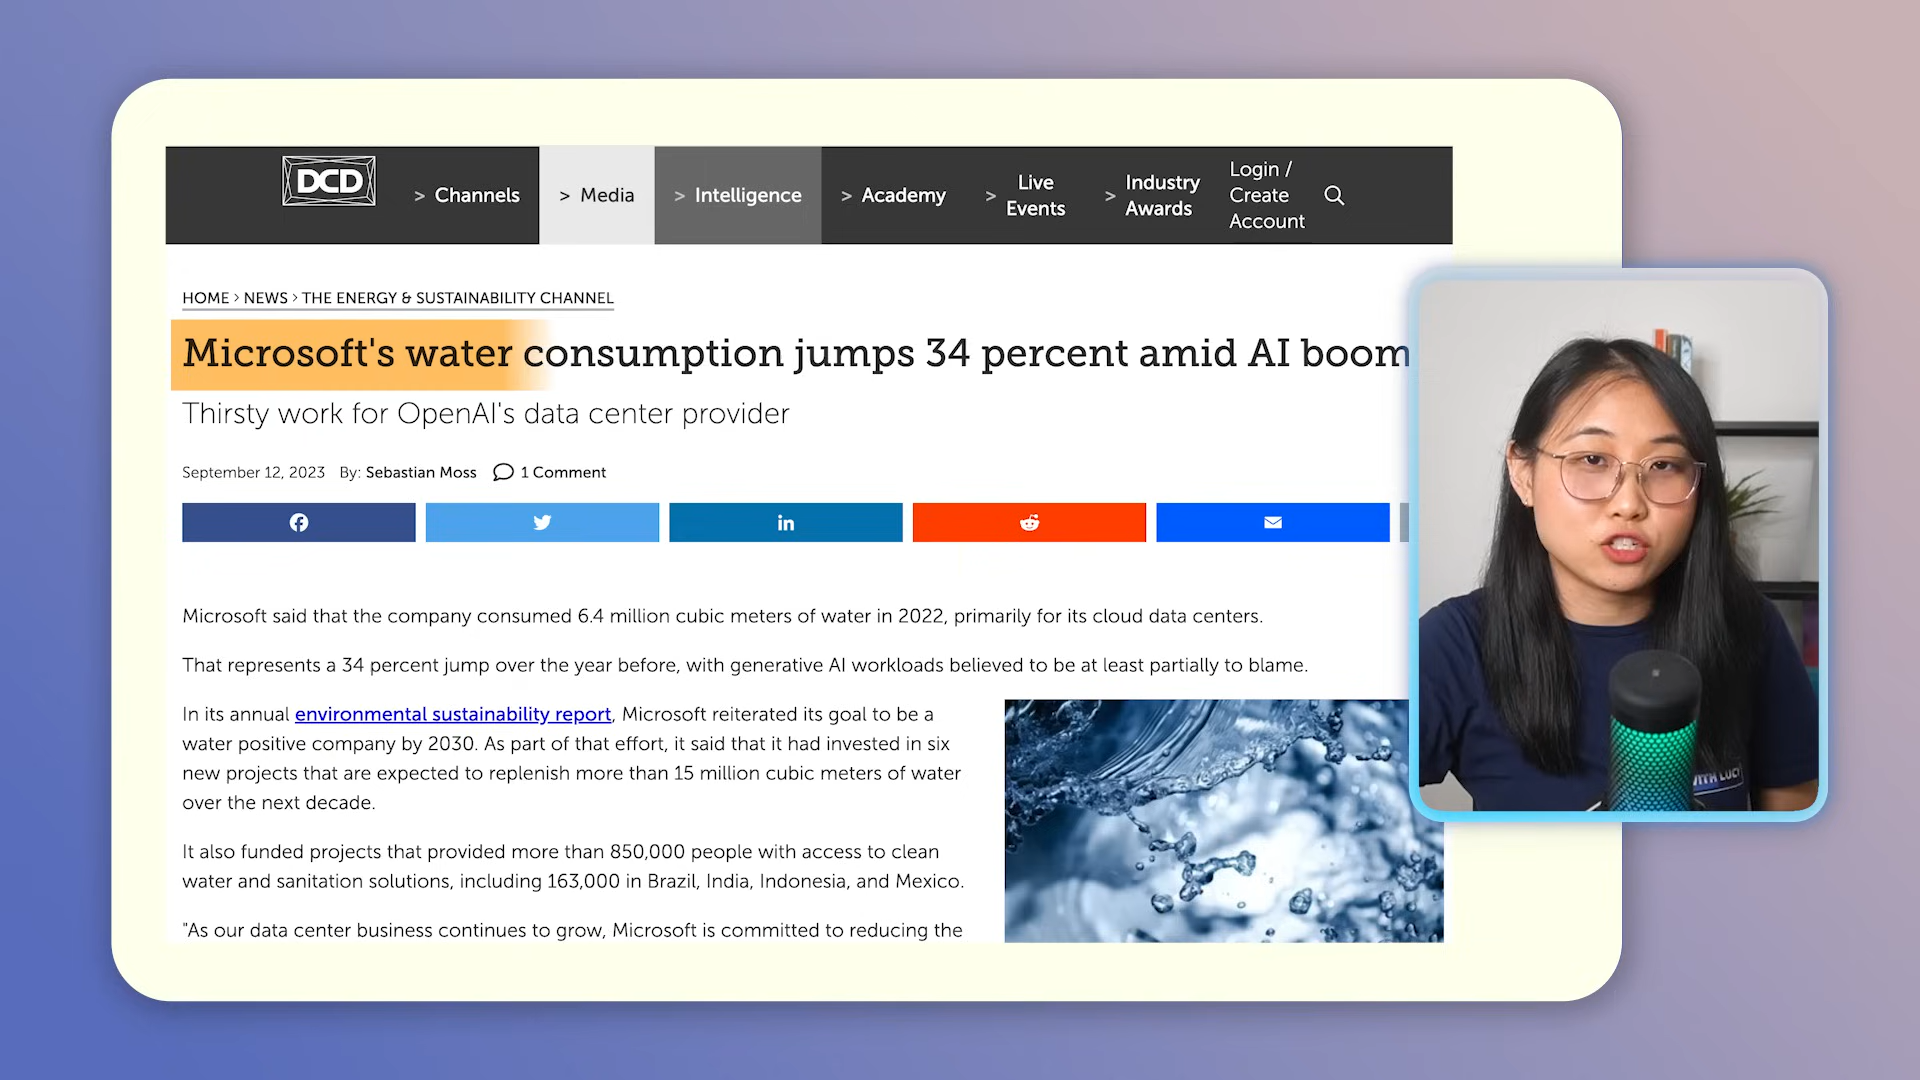 DCD
> Channels
> Media
> Intelligence
> Academy
> Live Events
> Industry Awards
Login / Create Account
HOME > NEWS > THE ENERGY & SUSTAINABILITY CHANNEL
Microsoft's water consumption jumps 34 percent amid AI boom
Thirsty work for OpenAI's data center provider
September 12, 2023 By: Sebastian Moss 1 Comment
in
Microsoft said that the company consumed 6.4 million cubic meters of water in 2022, primarily for its cloud data centers.
That represents a 34 percent jump over the year before, with generative AI workloads believed to be at least partially to blame.
In its annual environmental sustainability report, Microsoft reiterated its goal to be a
water positive company by 2030. As part of that effort, it said that it had invested in six
new projects that are expected to replenish more than 15 million cubic meters of water
over the next decade.
It also funded projects that provided more than 850,000 people with access to clean
water and sanitation solutions, including 163,000 in Brazil, India, Indonesia, and Mexico.
"As our data center business continues to grow, Microsoft is committed to reducing the